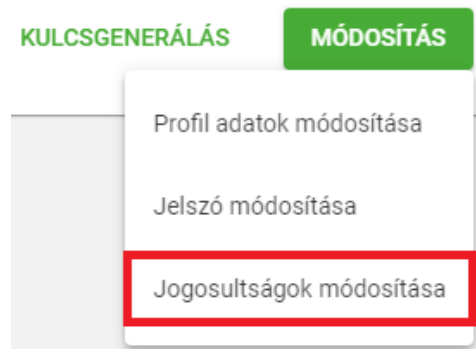 KULCSGENERÁLÁS MÓDOSÍTÁS
Profil adatok módosítása
Jelszó módosítása
Jogosultságok módosítása